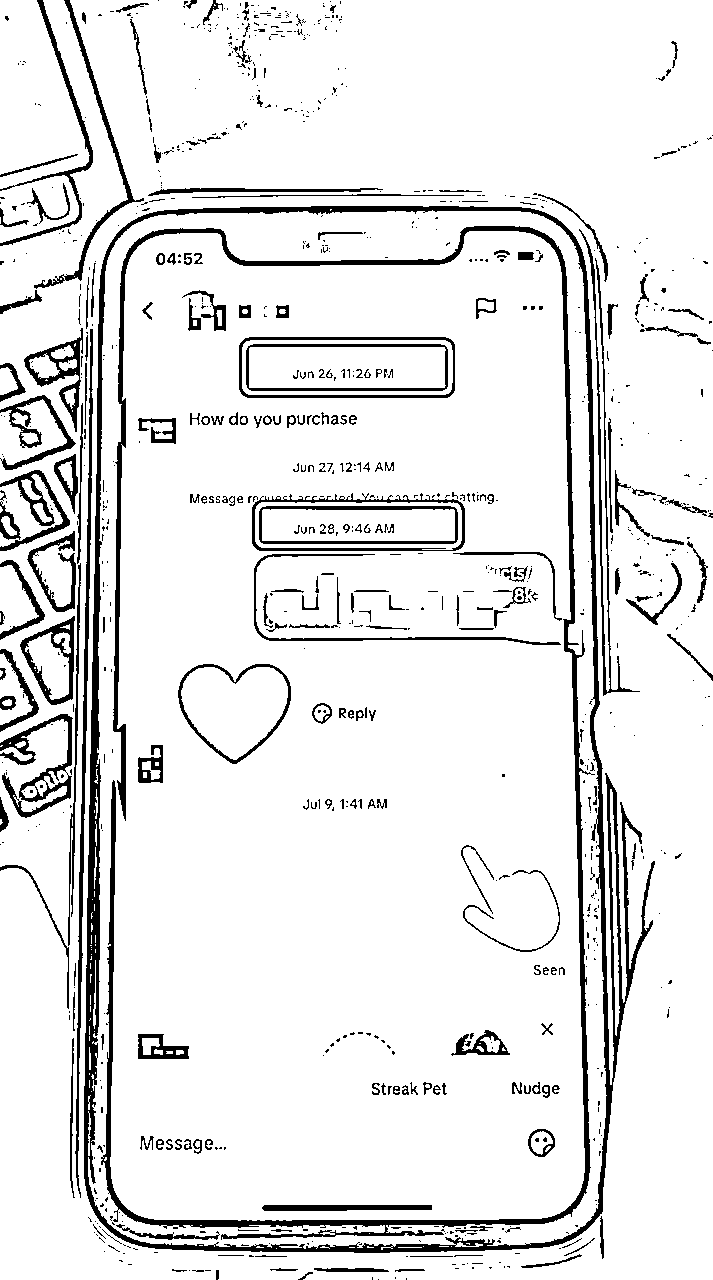 04:52
Jun 26, 11:26 PM
How do you purchase
Jun 27, 12:14 AM
Message request accepted. You can start chatting.
Jun 28, 9:46 AM
ucts/
8k
Reply
Jul 9, 1:41 AM
Seen
Streak Pet
Nudge
Message...
option